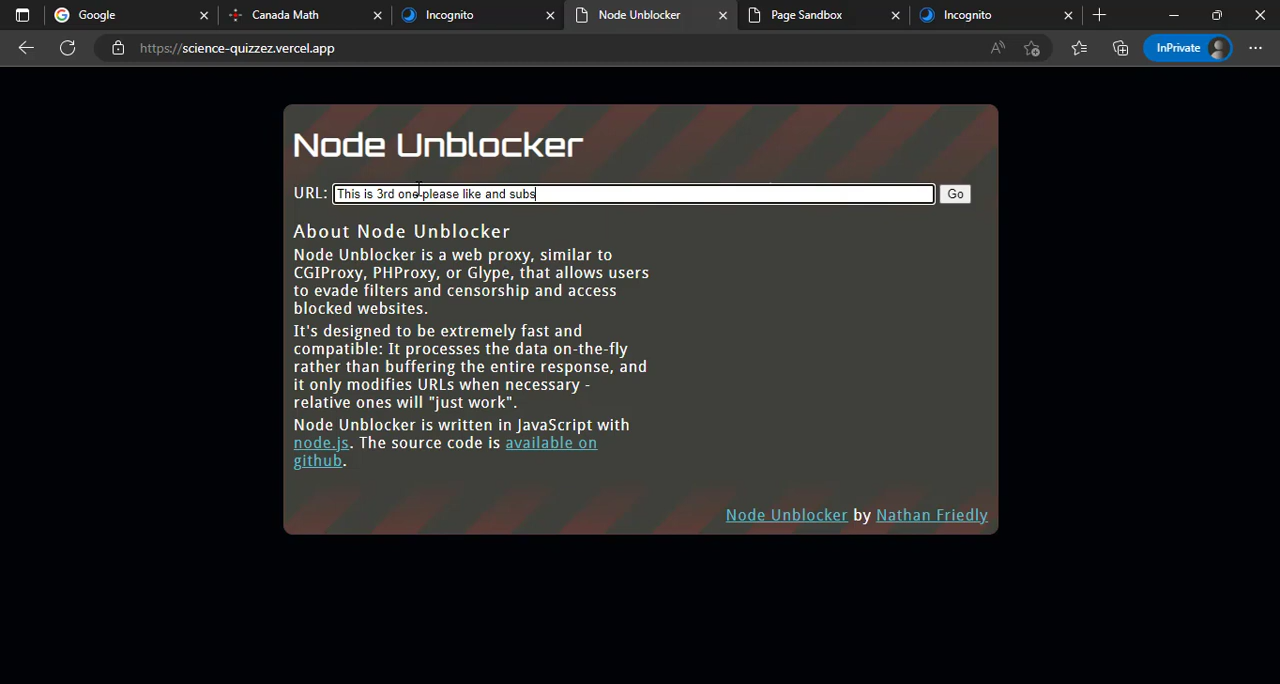 Google
Canada Math
Incognito
Node Unblocker
Page Sandbox
Incognito
https://science-quizzez.vercel.app
InPrivate
Node Unblocker
URL: This is 3rd one please like and subs Go
About Node Unblocker
Node Unblocker is a web proxy, similar to
CGIProxy, PHProxy, or Glype, that allows users
to evade filters and censorship and access
blocked websites.
It's designed to be extremely fast and
compatible: It processes the data on-the-fly
rather than buffering the entire response, and
it only modifies URLs when necessary -
relative ones will "just work".
Node Unblocker is written in JavaScript with
node.js. The source code is available on
github.
Node Unblocker by Nathan Friedly